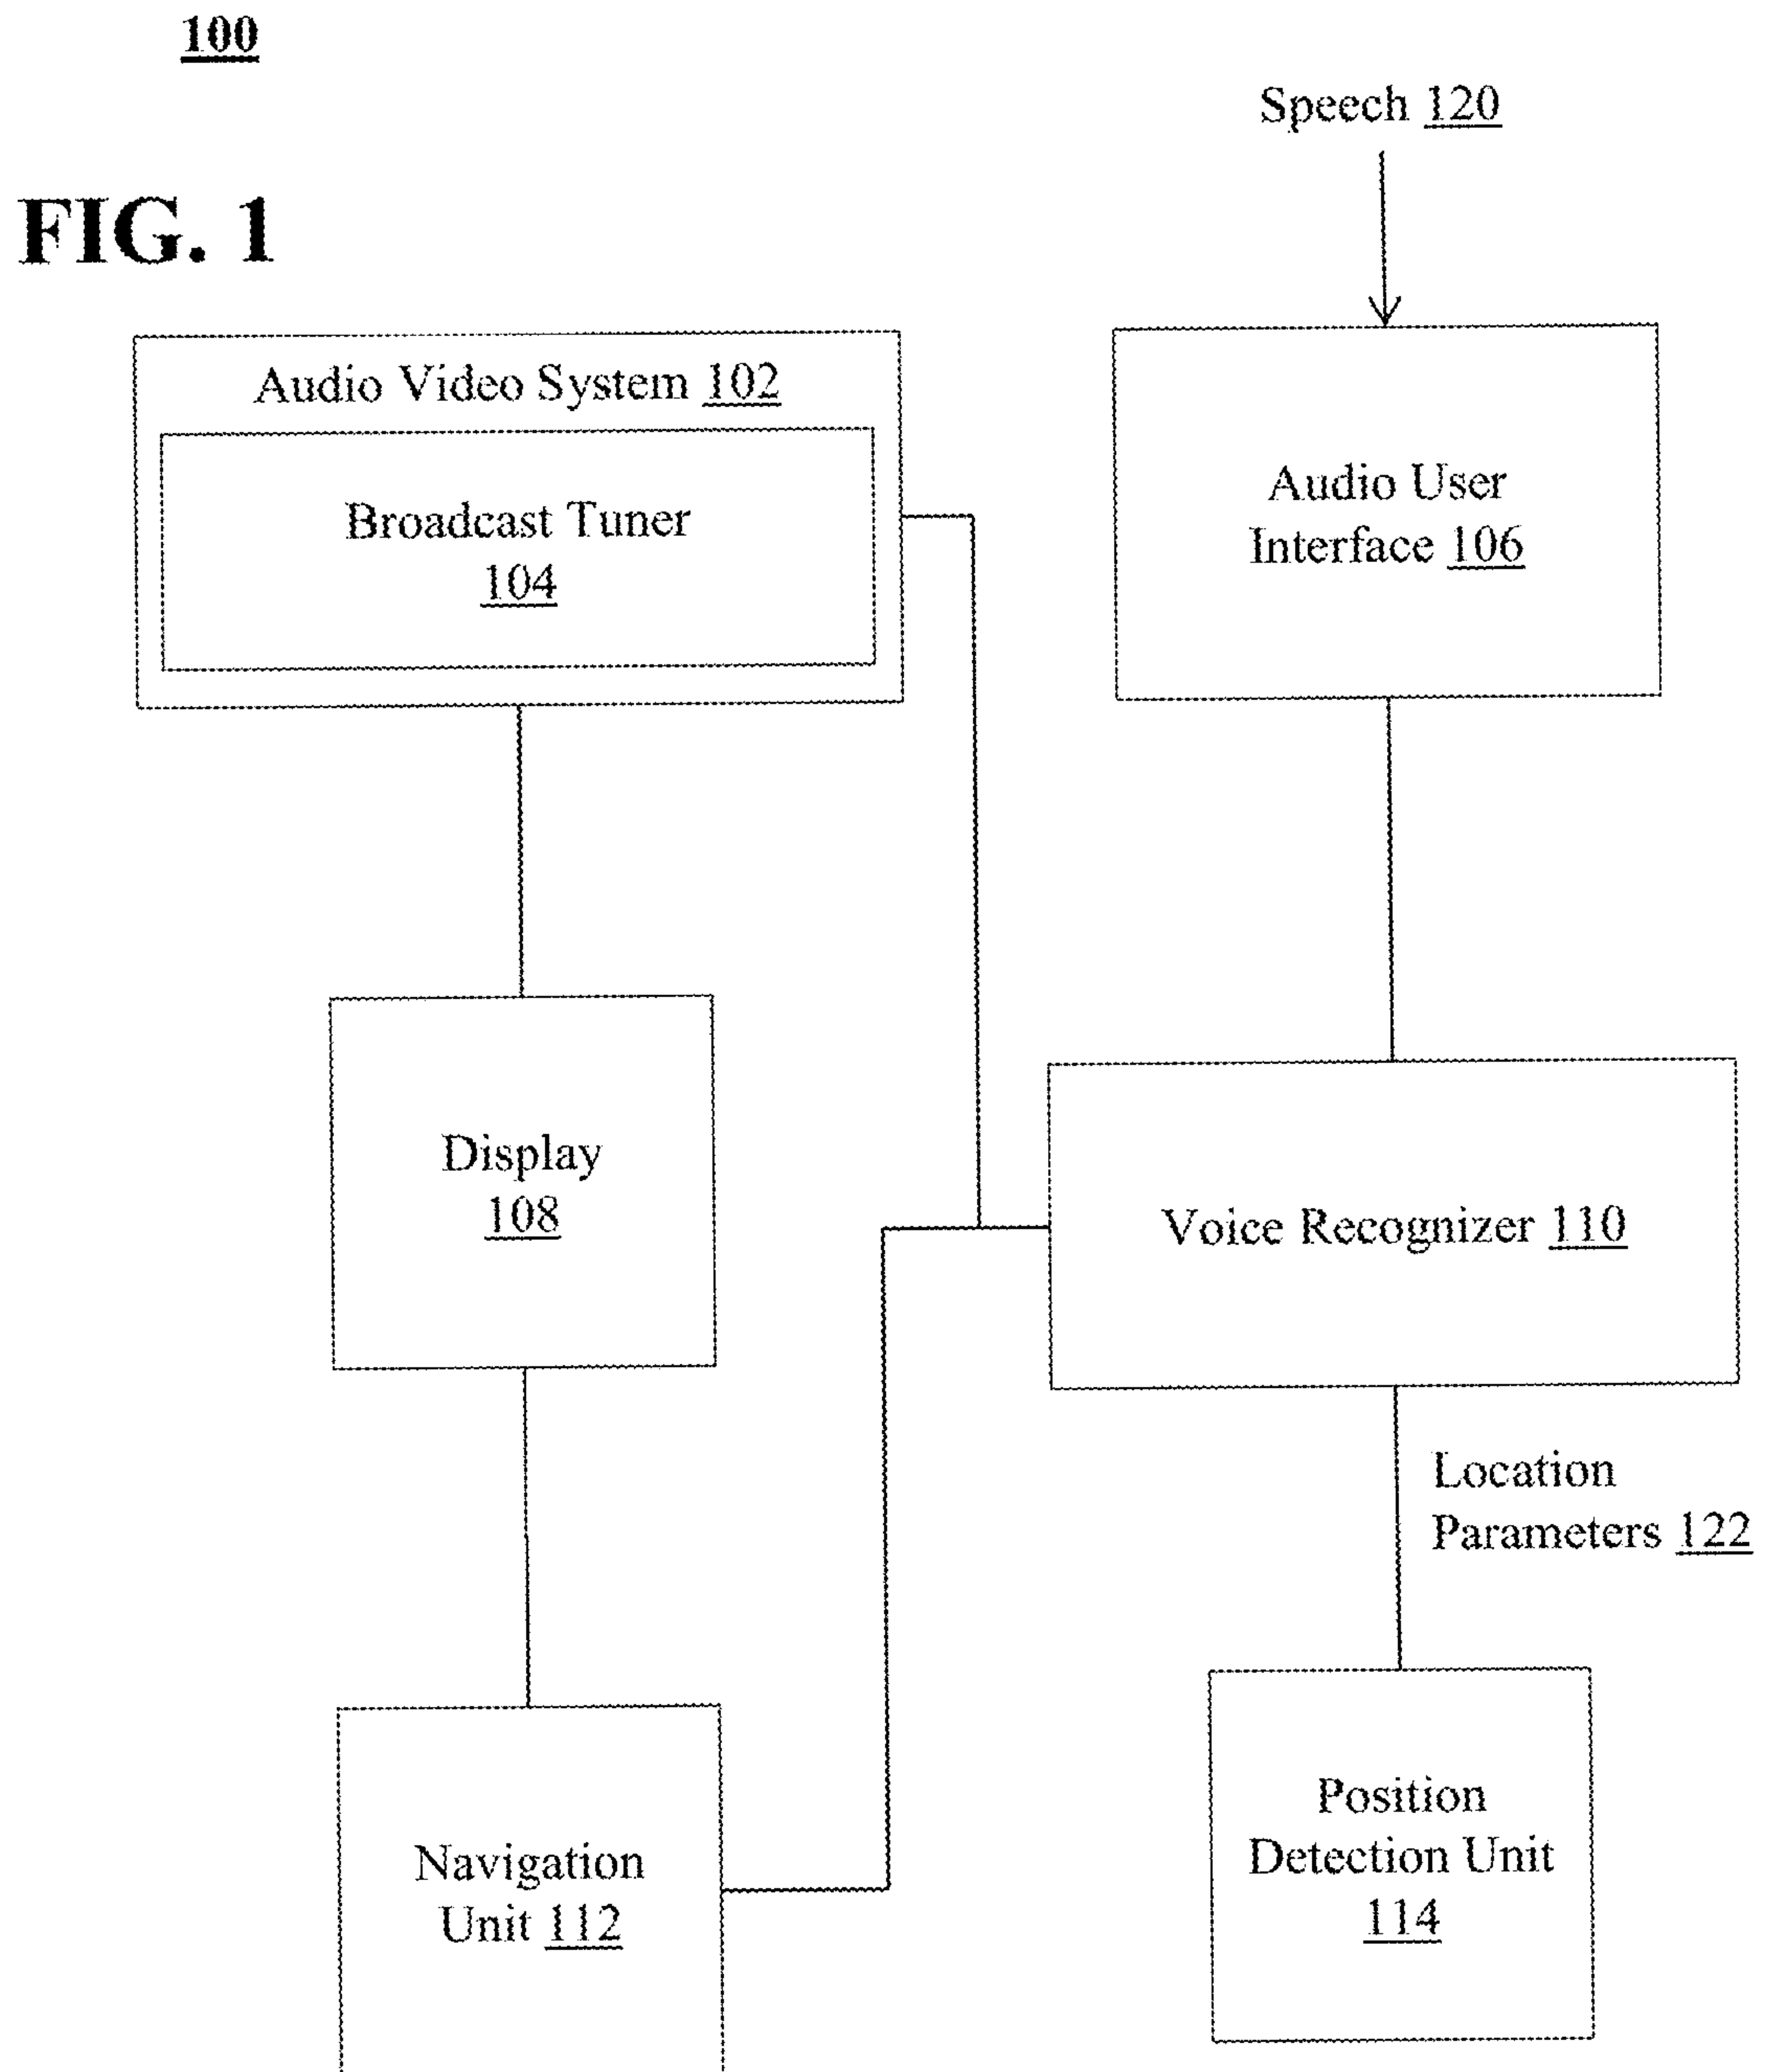 100
FIG. 1
Speech 120
Audio Video System 102
Broadcast Tuner
104
Audio User
Interface 106
Display
108
Voice Recognizer 110
Location
Parameters 122
Navigation
Unit 112
Position
Detection Unit
114